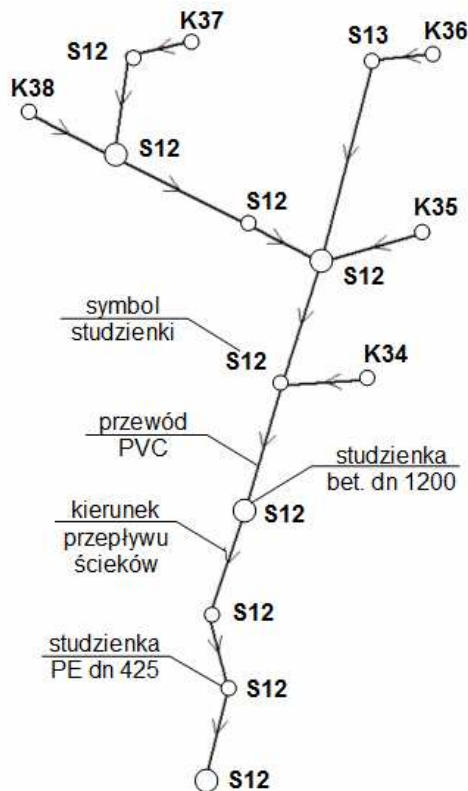 K37
S12
S13
K36
K38
S12
S12
K35
S12
symbol
studzienki
S12
K34
przewód
PVC
studzienka
bet. dn 1200
S12
kierunek
przepływu
ścieków
S12
studzienka
PE dn 425
S12
S12